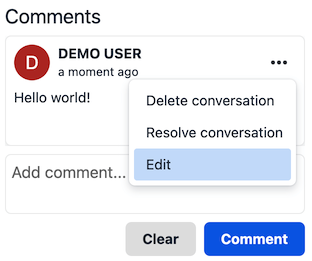 Comments
D
DEMO USER
a moment ago
Hello world!
Delete conversation
Resolve conversation
Edit
Add comment...
Clear
Comment